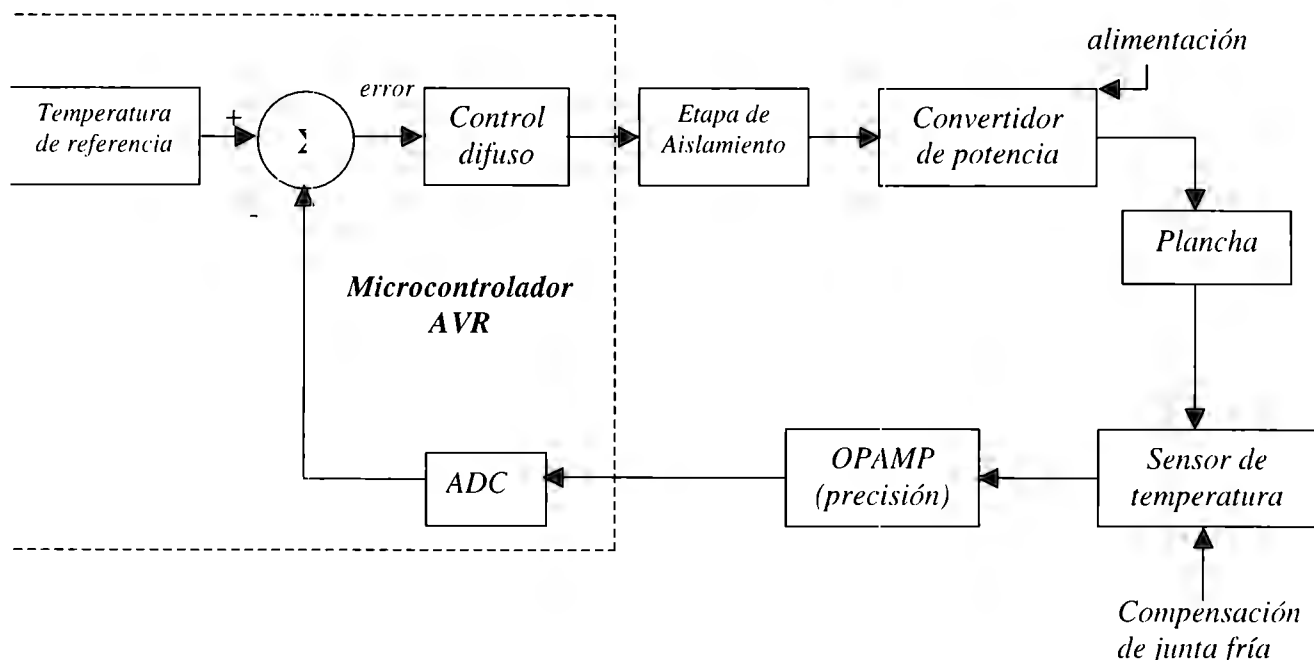 alimentación
Temperatura
de referencia
+
Σ
-
error
Control
difuso
Etapa de
Aislamiento
Convertidor
de potencia
Plancha
Microcontrolador
AVR
ADC
OPAMP
(precisión)
Sensor de
temperatura
Compensación
de junta fría